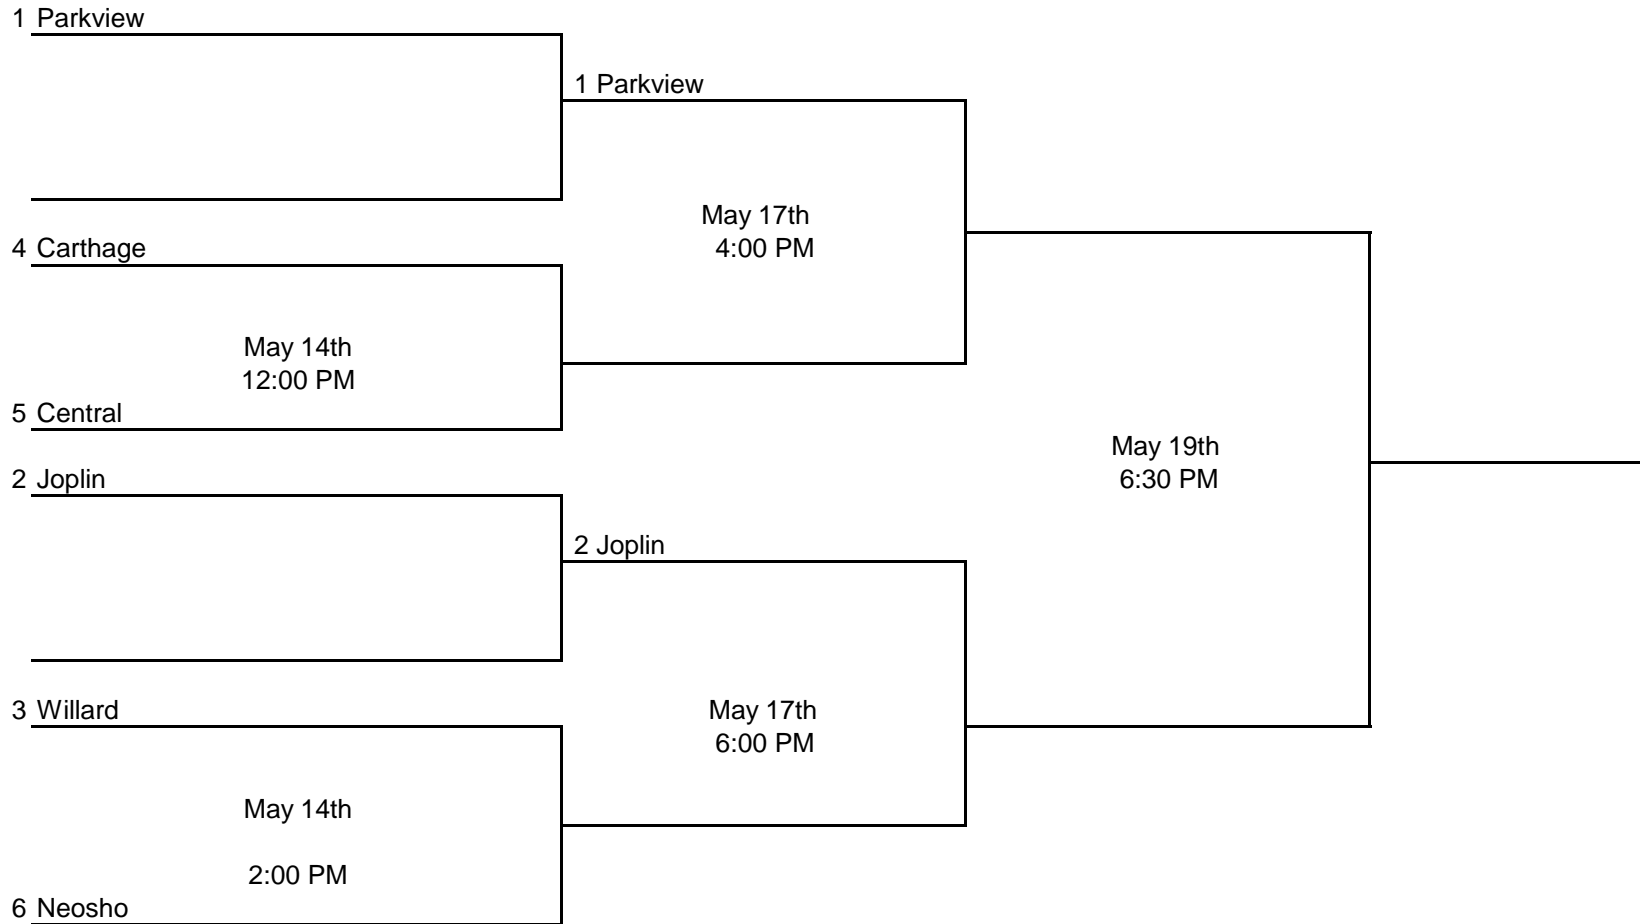 1 Parkview
1 Parkview
May 17th
4:00 PM
4 Carthage
May 14th
12:00 PM
5 Central
May 19th
6:30 PM
2 Joplin
2 Joplin
3 Willard
May 17th
6:00 PM
May 14th
2:00 PM
6 Neosho